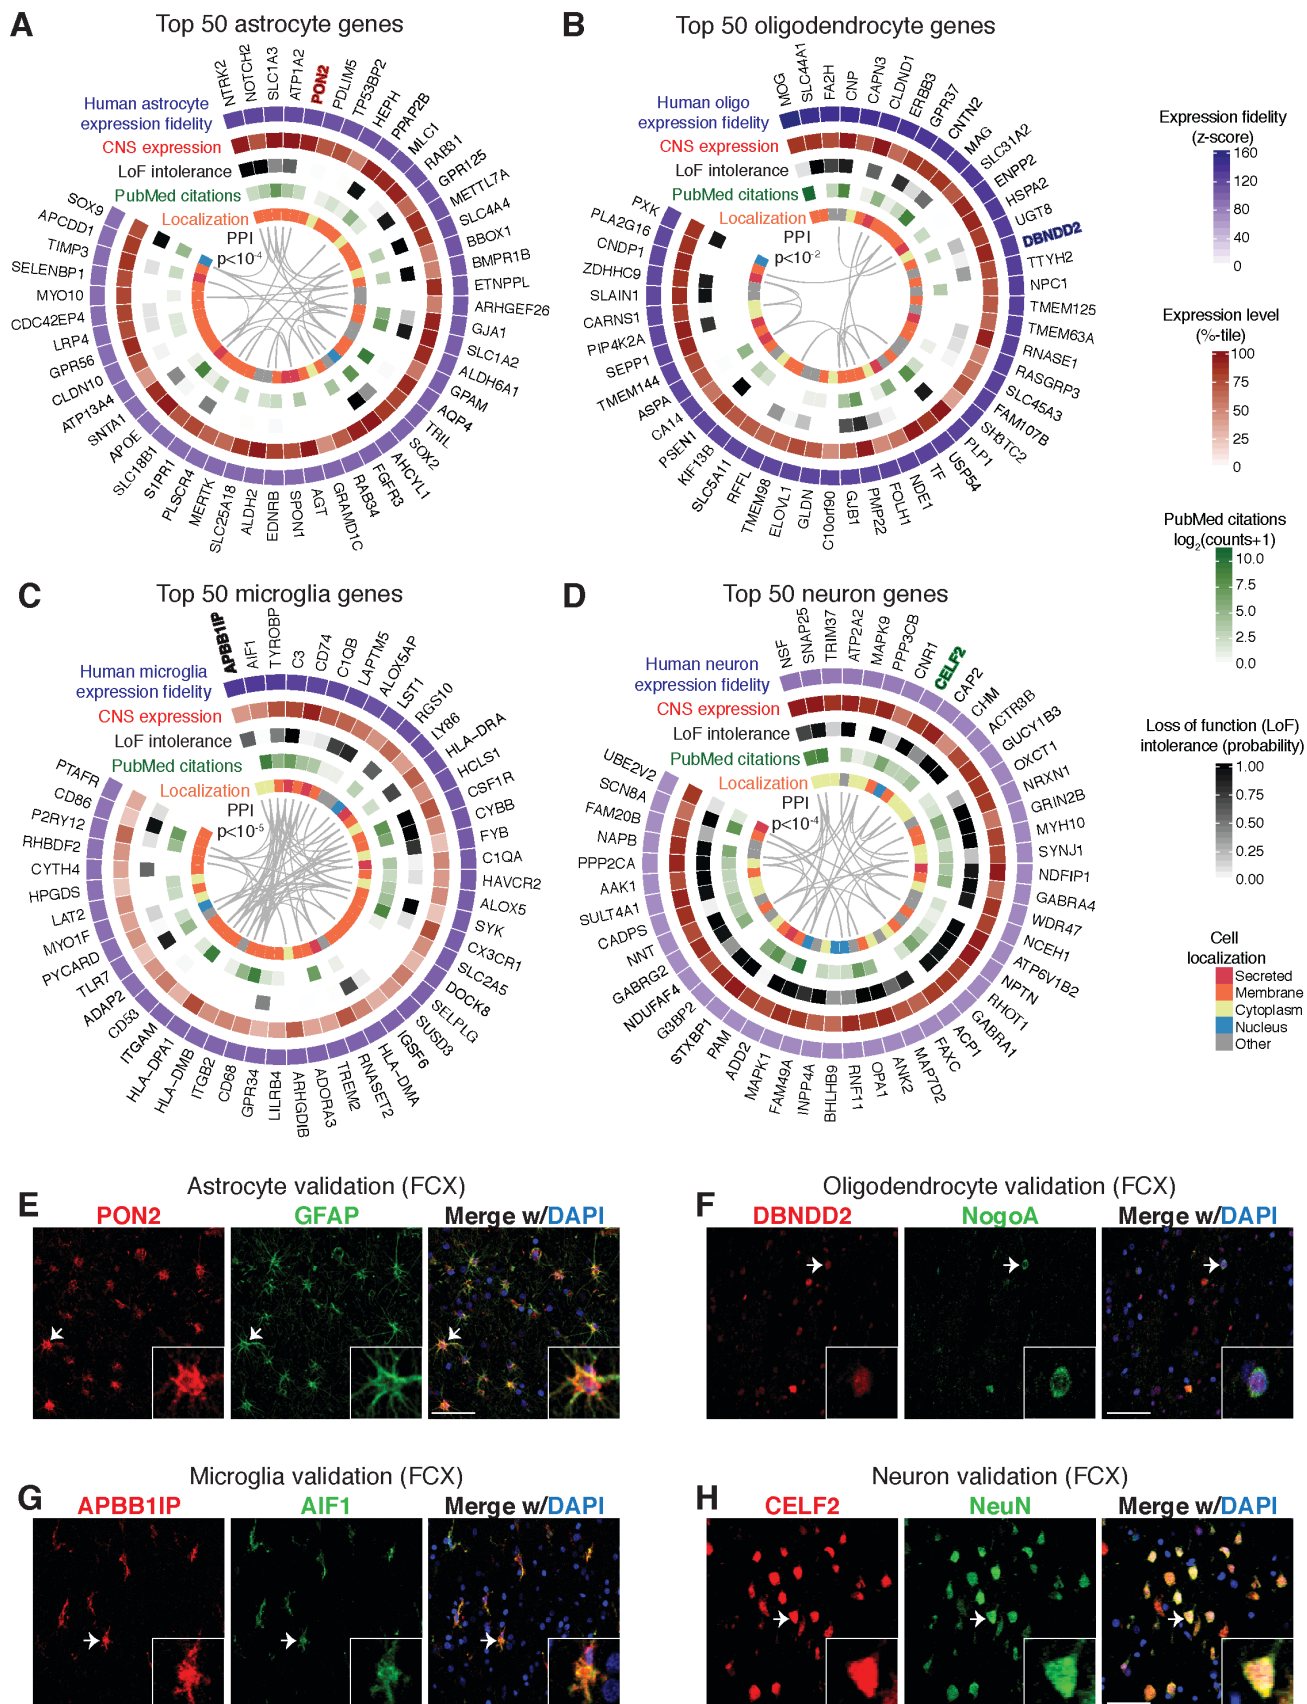 A
Top 50 astrocyte genes
Human astrocyte
expression fidelity
CNS expression
LoF intolerance
PubMed citations
Localization
PPI
p<10-4
NTRK2
NOTCH2
SLC1A3
ATP1A2
PON2
PDLIM5
TP53BP2
HEPH
PPAP2B
MLC1
RAB31
GPR125
METTL7A
SLC4A4
BBOX1
BMPR1B
ETNPPL
ARHGEF26
GJA1
SLC1A2
ALDH6A1
GPAM
AQP4
TRIL
SOX2
AHCYL1
FGFR3
RAB34
GRAMD1C
AGT
NOPS1
EDNRB
ALDH2
SLC25A18
MERTK
PLSCR4
S1PR1
SLC18B1
APOE
SNTA1
ATP13A4
CLDN10
GPR56
LRP4
CDC42EP4
MYO10
SELENBP1
TIMP3
APCDD1
SOX9
B
Top 50 oligodendrocyte genes
Human oligo
expression fidelity
CNS expression
LoF intolerance
PubMed citations
Localization
PPI
p<10-2
MOG
SLC44A1
FA2H
CNP
CAPN3
CLDND1
ERBB3
GPR37
CNTN2
MAG
SLC31A2
ENPP2
HSPA2
UGT8
DBNDD2
TTYH2
NPC1
TMEM125
TMEM63A
RNASE1
RASGRP3
SLC45A3
FAM107B
SH3TC2
PLP1
USP54
TF
NDE1
FOLH1
PMP22
GJB1
C10orf90
GLDN
ELOVL1
TMEM98
RFFL
SLC5A11
KIF13B
PSEN1
CA14
ASPA
TMEM144
SEPP1
PIP4K2A
CARNS1
SLAIN1
ZDHHC9
CNDP1
PLA2G16
PXK
Expression fidelity
(z-score)
160
120
80
40
0
Expression level
(%-tile)
100
75
50
25
0
PubMed citations
log2(counts+1)
10.0
7.5
5.0
2.5
0.0
Loss of function (LoF)
intolerance (probability)
1.00
0.75
0.50
0.25
0.00
Cell
localization
Secreted
Membrane
Cytoplasm
Nucleus
Other
C
Top 50 microglia genes
Human microglia
expression fidelity
CNS expression
LoF intolerance
PubMed citations
Localization
PPI
p<10-5
APBB1IP
AIF1
TYROBP
C3
CD74
C1QB
LAPTM5
ALOX5AP
LST1
RGS10
LY86
HLA-DRA
HCLS1
CSF1R
CYBB
FYB
C1QA
HAVCR2
ALOX5
SYK
CX3CR1
SLC2A5
DOCK8
SELPLG
SUSD3
IGSF6
HLA-DMA
RNASET2
TREM2
ADORA3
ARHGDIB
LILRB4
GPR34
CD68
ITGB2
HLA-DMB
HLA-DPA1
ITGAM
CD53
ADAP2
TLR7
PYCARD
MYO1F
LAT2
HPGDS
CYTH4
RHBDF2
P2RY12
CD86
PTAFR
D
Top 50 neuron genes
Human neuron
expression fidelity
CNS expression
LoF intolerance
PubMed citations
Localization
PPI
p<10-4
NSF
SNAP25
TRIM37
ATP2A2
MAPK9
PPP3CB
CNR1
CELF2
CAP2
CHM
ACTR3B
GUCY1B3
OXCT1
NRXN1
GRIN2B
MYH10
SYNJ1
NDFIP1
GABRA4
WDR47
NCEH1
ATP6V1B2
NPTN
RHOT1
GABRA1
ACP1
FAXC
MAP7D2
ANK2
OPA1
RNF11
BHLHB9
INPP4A
FAM49A
MAPK1
ADD2
PAM
STXBP1
G3BP2
NDUFAF4
GABRG2
NNT
CADPS
SULT4A1
AAK1
PPP2CA
NAPB
FAM20B
SCN8A
UBE2V2
E
Astrocyte validation (FCX)
PON2
GFAP
Merge w/DAPI
F
Oligodendrocyte validation (FCX)
DBNDD2
NogoA
Merge w/DAPI
G
Microglia validation (FCX)
APBB1IP
AIF1
Merge w/DAPI
H
Neuron validation (FCX)
CELF2
NeuN
Merge w/DAPI